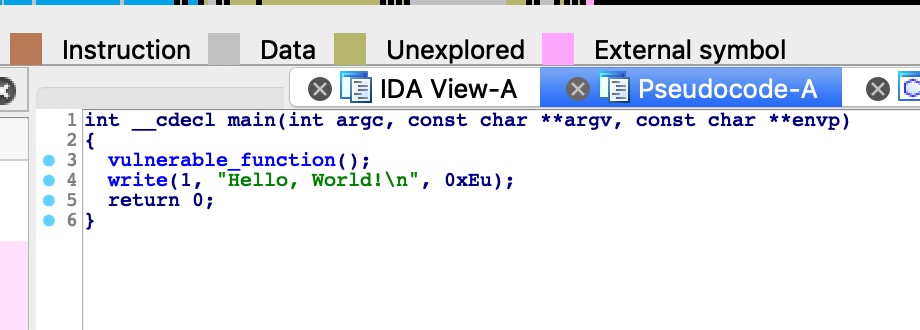 Instruction Data Unexplored External symbol
IDA View-A Pseudocode-A
1 int __cdecl main(int argc, const char **argv, const char **envp)
2 {
3 vulnerable_function();
4 write(1, "Hello, World!\n", 0xEu);
5 return 0;
6 }